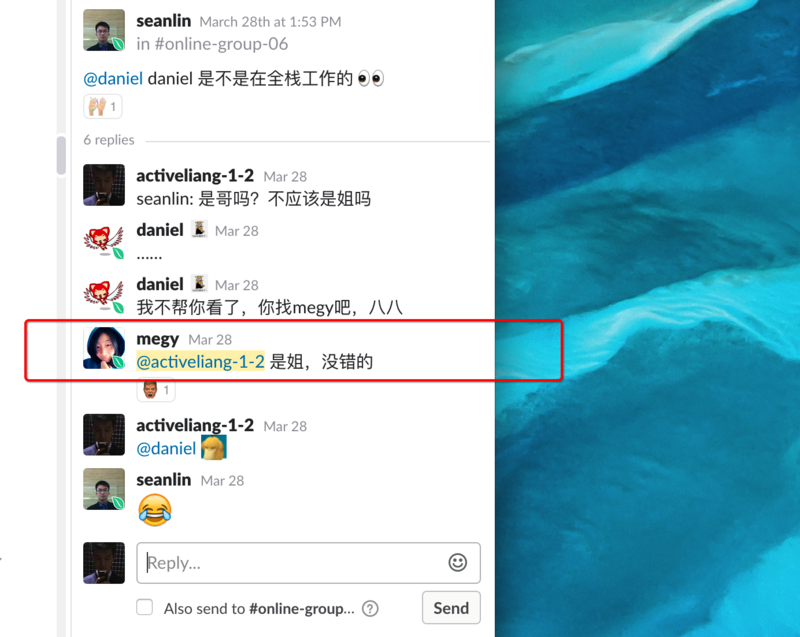 seanlin March 28th at 1:53 PM
in #online-group-06
@daniel daniel 是不是在全栈工作的
1
6 replies
activeliang-1-2 Mar 28
seanlin: 是哥吗？不应该是姐吗
daniel Mar 28
......
daniel Mar 28
我不帮你看了，你找megy吧，八八
megy Mar 28
@activeliang-1-2 是姐，没错的
1
activeliang-1-2 Mar 28
@daniel
seanlin Mar 28
Reply...
Also send to #online-group... ?
Send